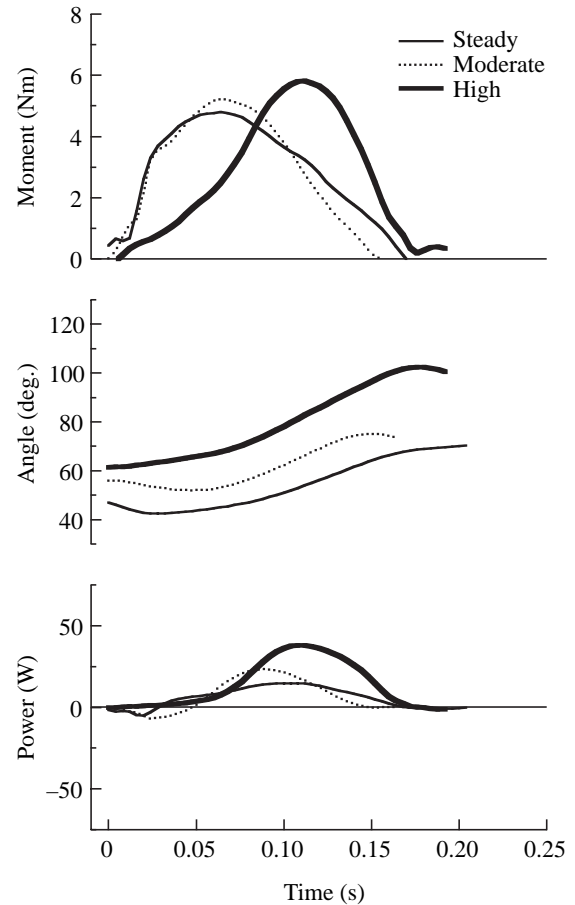 8
6
4
2
0
Moment (Nm)
Steady
Moderate
High
120
100
80
60
40
Angle (deg.)
50
0
–50
Power (W)
0 0.05 0.10 0.15 0.20 0.25
Time (s)